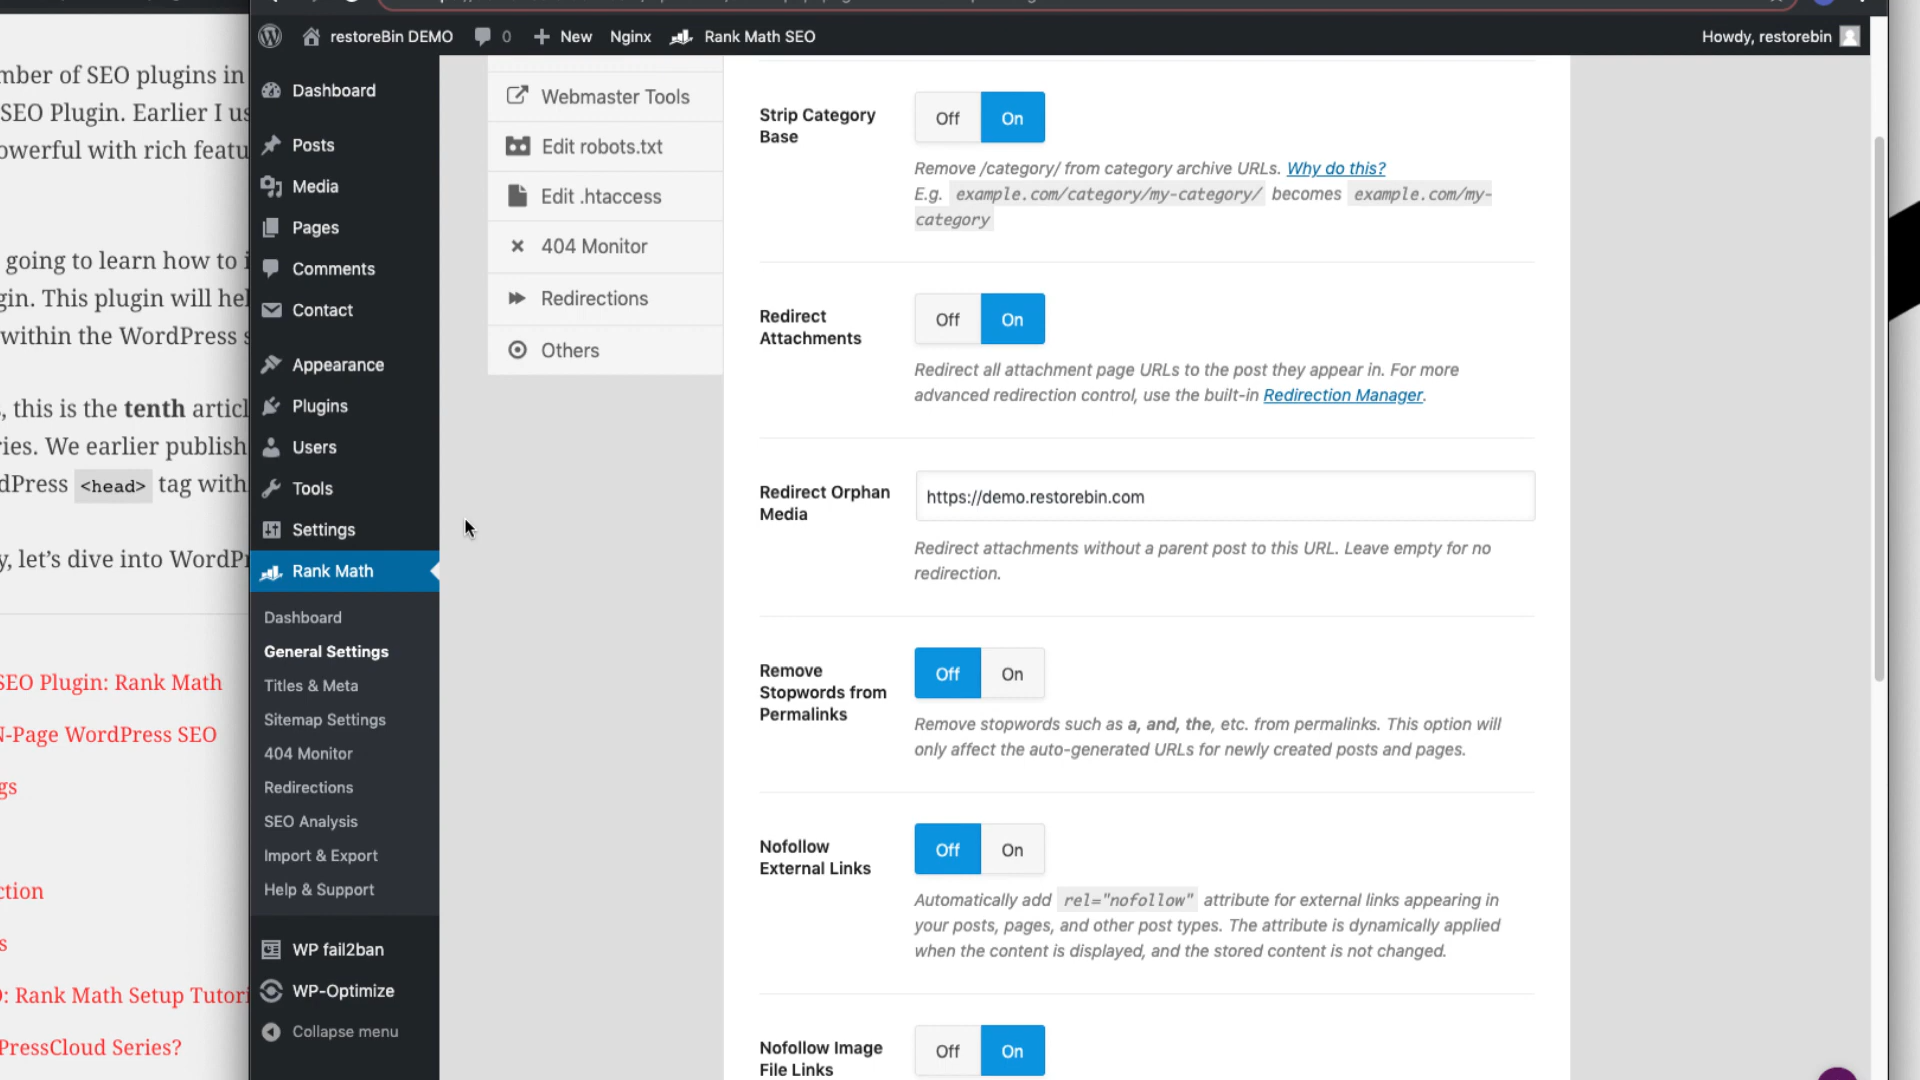 restoreBin DEMO 0 New Nginx Rank Math SEO Howdy, restorebin
mber of SEO plugins in
SEO Plugin. Earlier I us
owerful with rich featu
going to learn how to i
gin. This plugin will hel
within the WordPress s
, this is the tenth articl
ries. We earlier publish
dPress <head> tag with
y, let's dive into WordPr
SEO Plugin: Rank Math
N-Page WordPress SEO
gs
ction
s
O: Rank Math Setup Tutori
PressCloud Series?
Dashboard
Posts
Media
Pages
Comments
Contact
Appearance
Plugins
Users
Tools
Settings
Rank Math
Dashboard
General Settings
Titles & Meta
Sitemap Settings
404 Monitor
Redirections
SEO Analysis
Import & Export
Help & Support
WP fail2ban
WP-Optimize
Collapse menu
Webmaster Tools
Edit robots.txt
Edit .htaccess
404 Monitor
Redirections
Others
Strip Category
Base
Off On
Remove /category/ from category archive URLs. Why do this?
E.g. example.com/category/my-category/ becomes example.com/my-
category
Redirect
Attachments
Off On
Redirect all attachment page URLs to the post they appear in. For more
advanced redirection control, use the built-in Redirection Manager.
Redirect Orphan
Media
https://demo.restorebin.com
Redirect attachments without a parent post to this URL. Leave empty for no
redirection.
Remove
Stopwords from
Permalinks
Off On
Remove stopwords such as a, and, the, etc. from permalinks. This option will
only affect the auto-generated URLs for newly created posts and pages.
Nofollow
External Links
Off On
Automatically add rel="nofollow" attribute for external links appearing in
your posts, pages, and other post types. The attribute is dynamically applied
when the content is displayed, and the stored content is not changed.
Nofollow Image
File Links
Off On